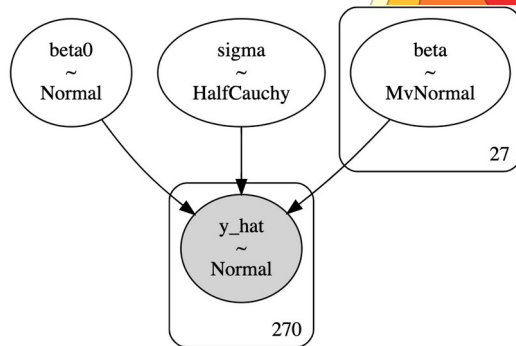 beta0
~
Normal
sigma
~
HalfCauchy
beta
~
MvNormal
27
y_hat
~
Normal
270